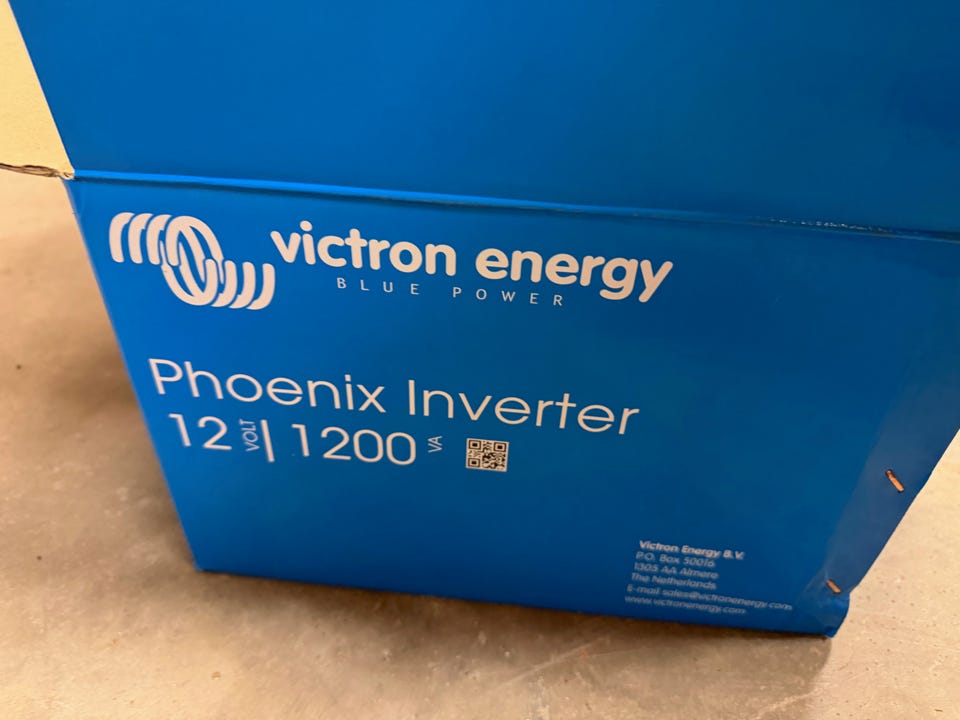 victron energy
BLUE POWER
Phoenix Inverter
12 VOLT | 1200 VA
Victron Energy B.V.
P.O. Box 50016
1305 AA Almere
The Netherlands
E-mail sales@victronenergy.com
www.victronenergy.com